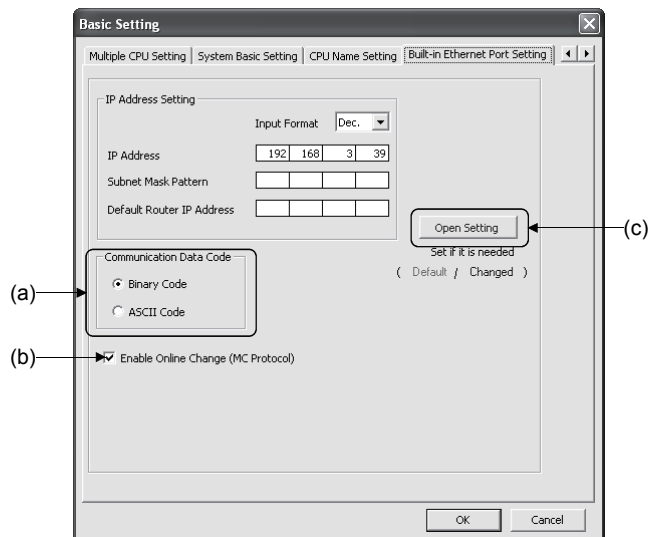 Basic Setting
Multiple CPU Setting System Basic Setting CPU Name Setting Built-in Ethernet Port Setting
IP Address Setting
Input Format Dec.
IP Address 192 168 3 39
Subnet Mask Pattern
Default Router IP Address
Open Setting (c)
Set if it is needed
( Default / Changed )
Communication Data Code
(a) Binary Code
ASCII Code
(b) Enable Online Change (MC Protocol)
OK Cancel